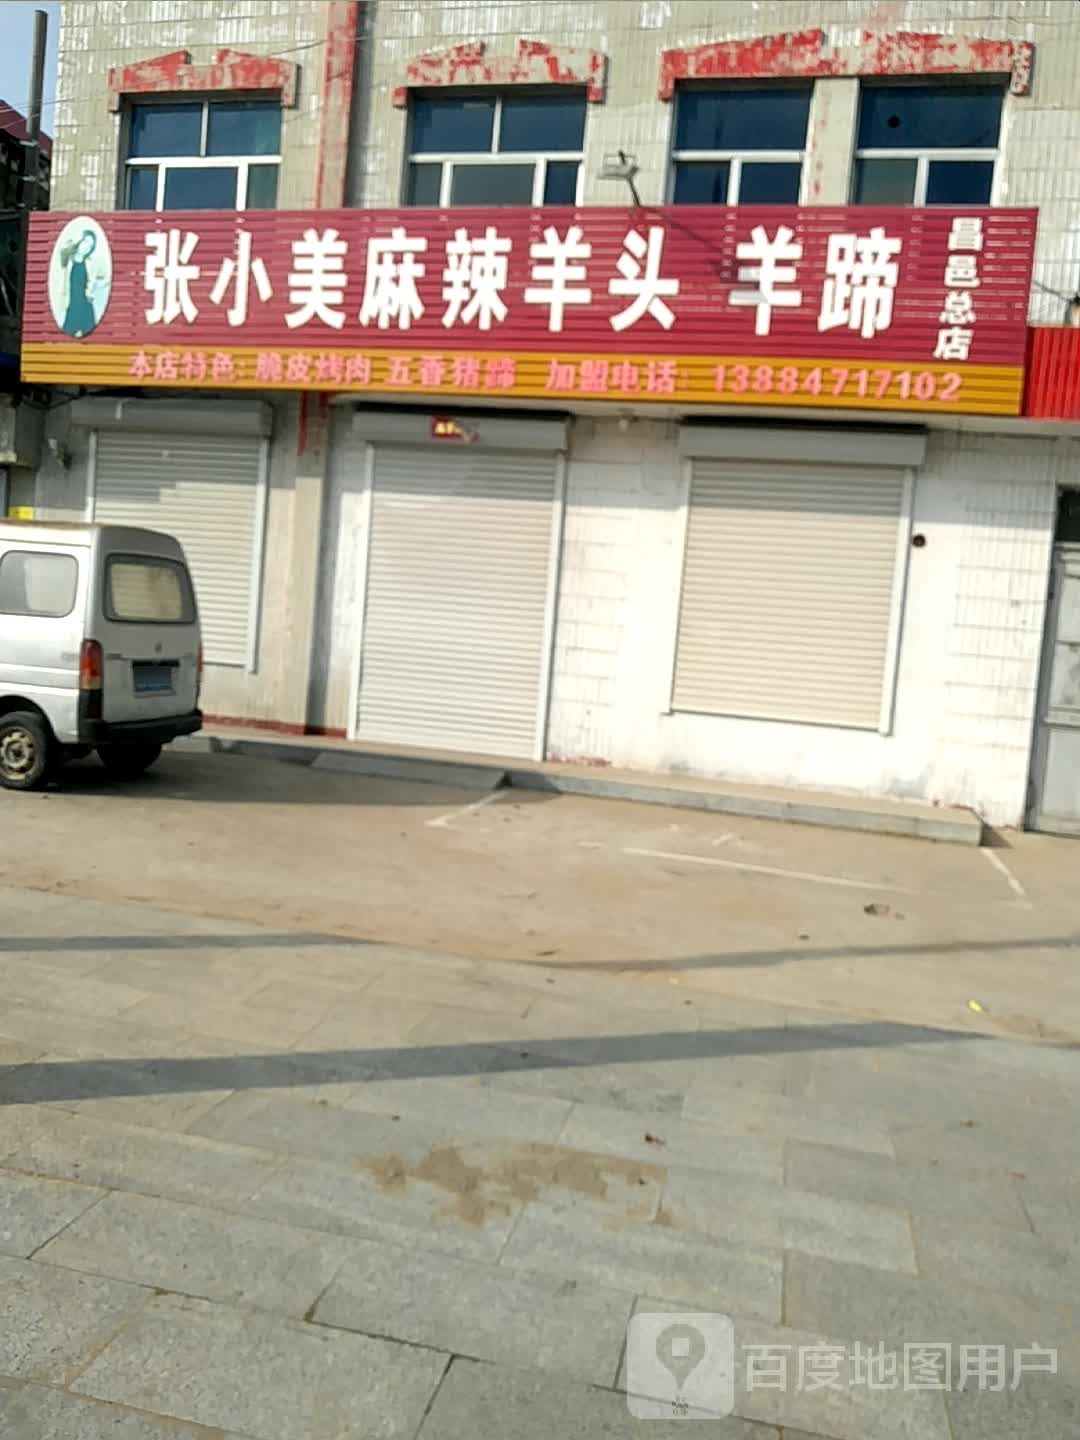 张小美麻辣羊头 羊蹄
昌邑总店
本店特色:脆皮烤肉 五香猪蹄 加盟电话:13884717102
百度地图用户